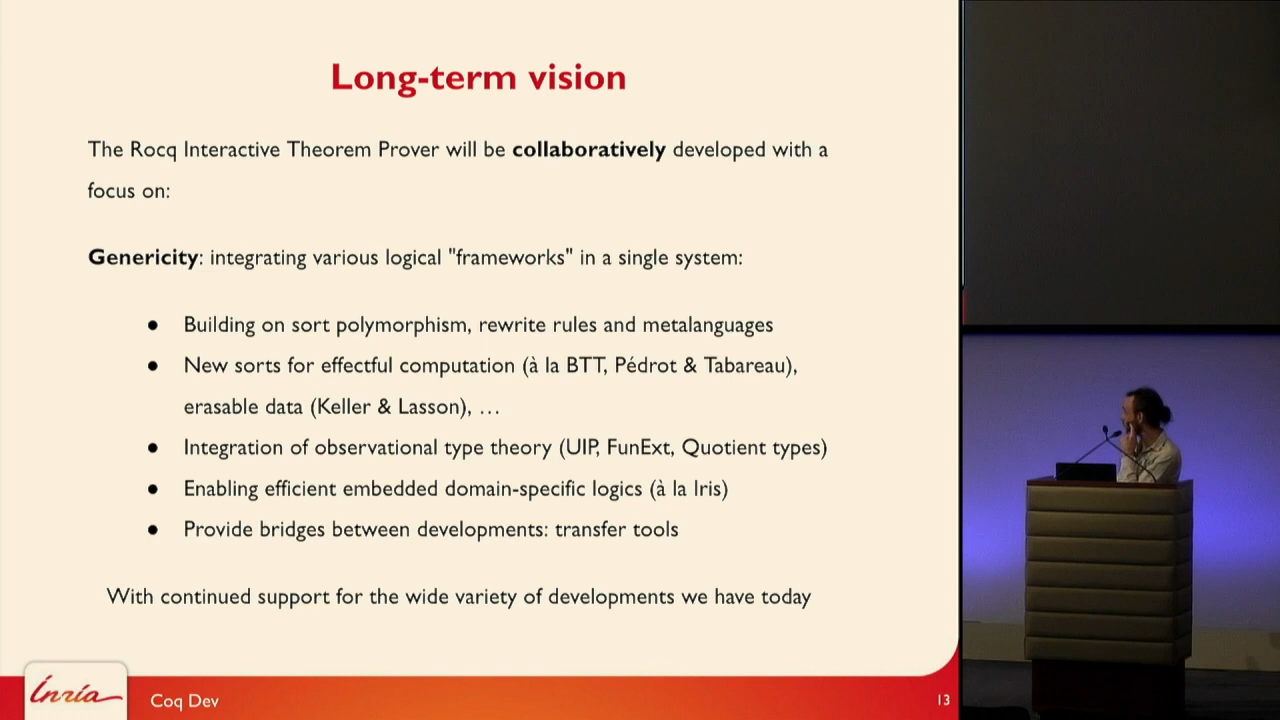 Long-term vision
The Rocq Interactive Theorem Prover will be collaboratively developed with a
focus on:
Genericity: integrating various logical "frameworks" in a single system:
● Building on sort polymorphism, rewrite rules and metalanguages
● New sorts for effectful computation (à la BTT, Pédrot & Tabareau),
erasable data (Keller & Lasson), …
● Integration of observational type theory (UIP, FunExt, Quotient types)
● Enabling efficient embedded domain-specific logics (à la Iris)
● Provide bridges between developments: transfer tools
With continued support for the wide variety of developments we have today
Inria
Coq Dev
13